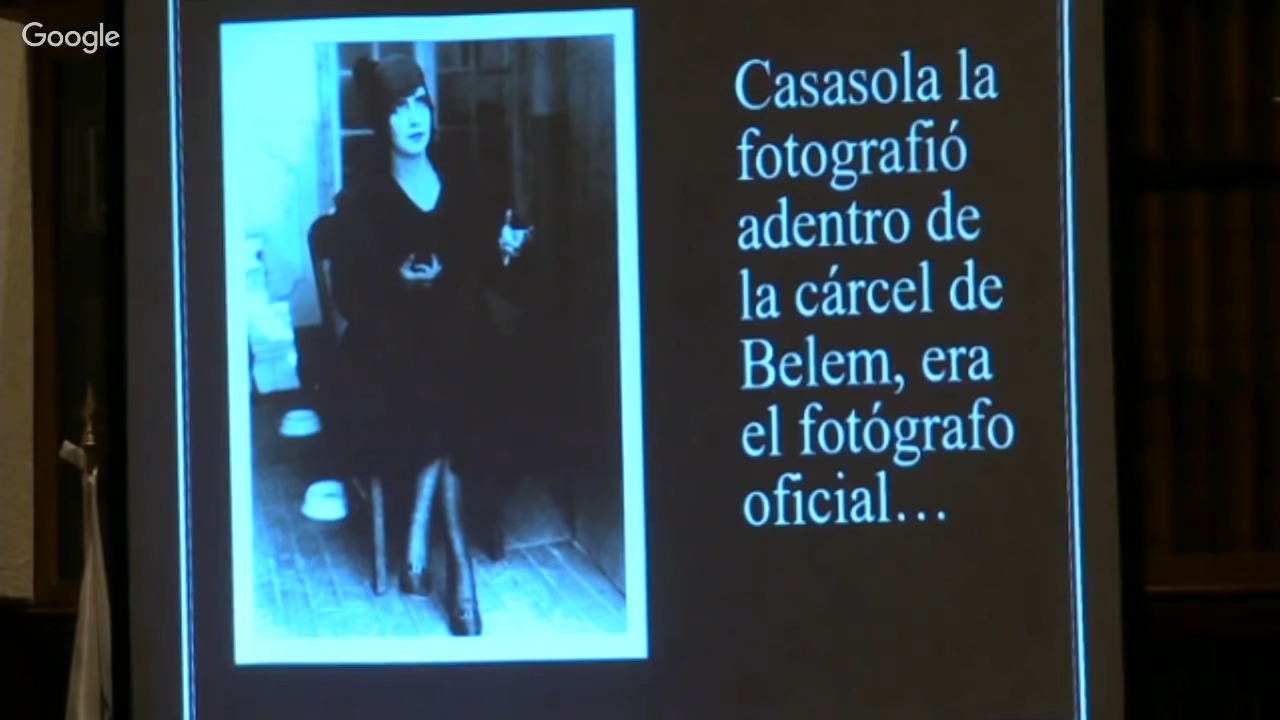 Google
Casasola la
fotografió
adentro de
la cárcel de
Belem, era
el fotógrafo
oficial…